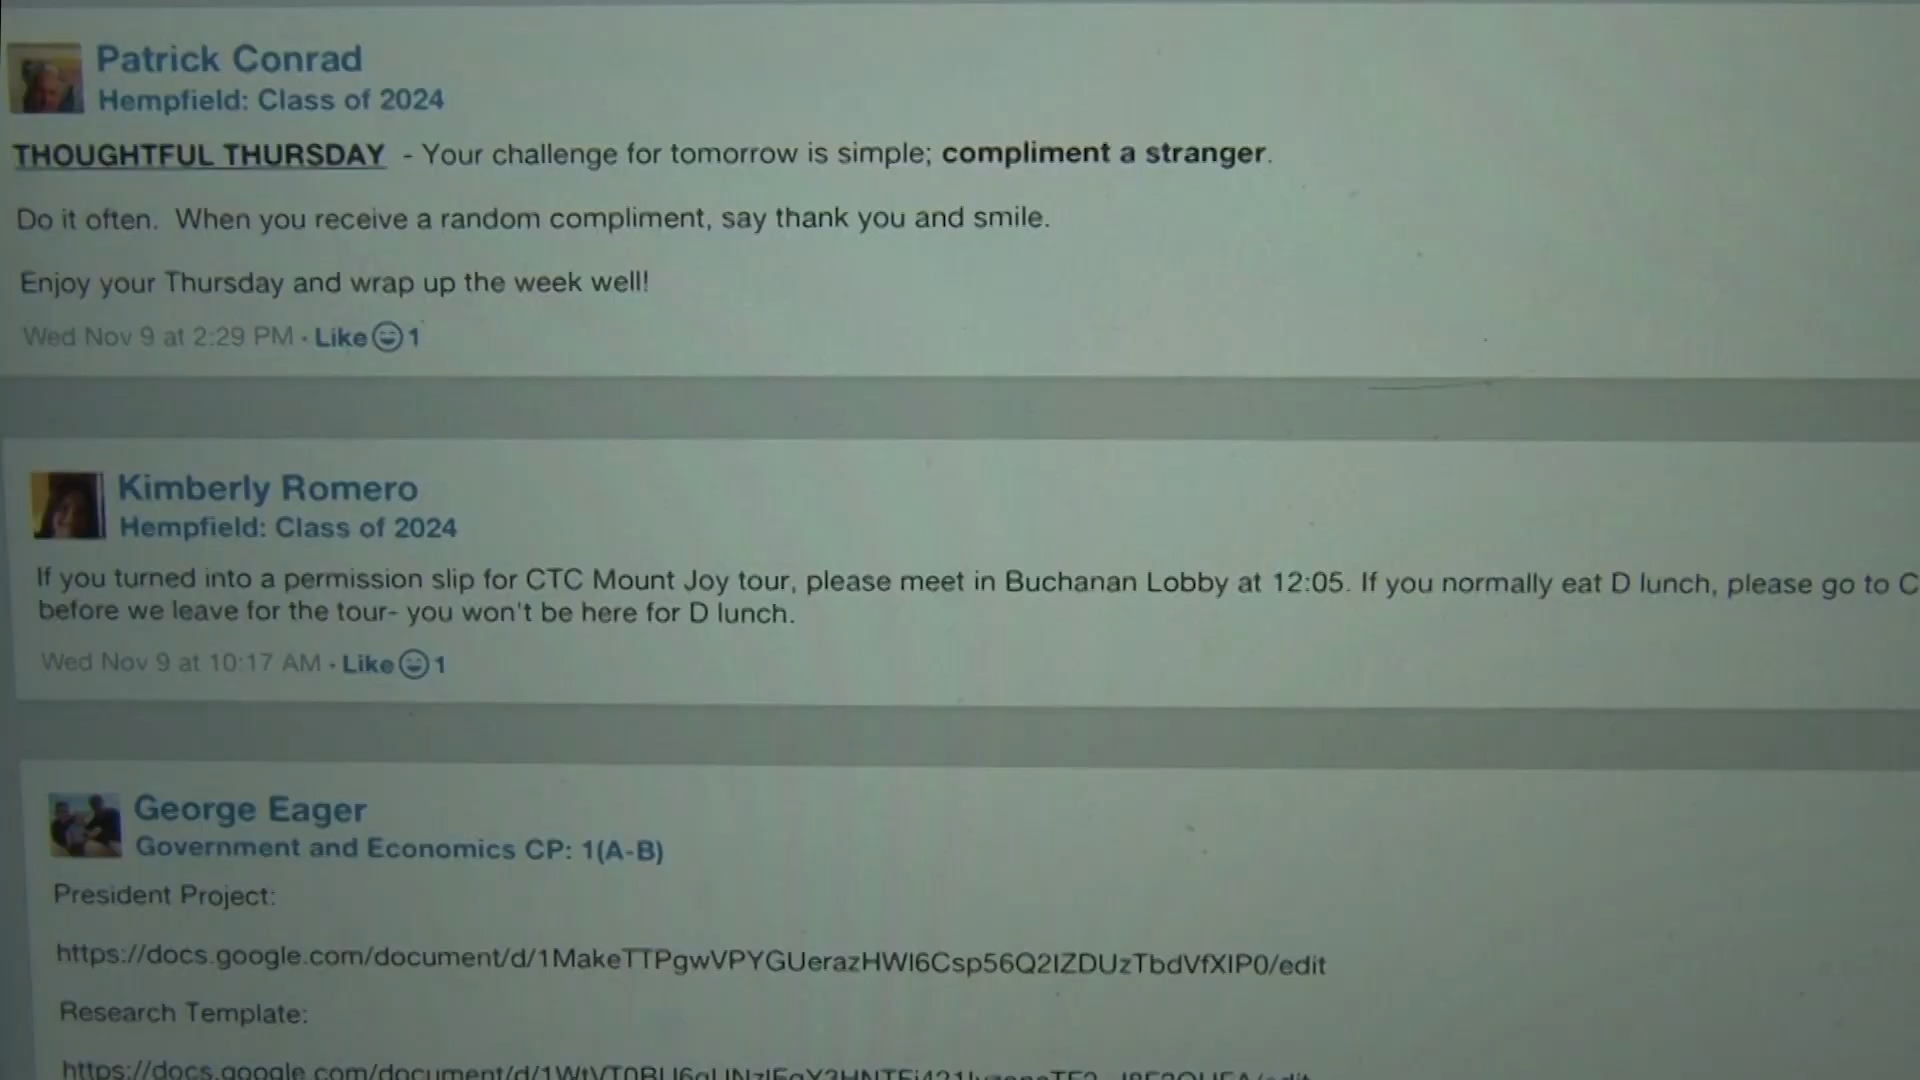 Patrick Conrad
Hempfield: Class of 2024
THOUGHTFUL THURSDAY - Your challenge for tomorrow is simple; compliment a stranger.
Do it often. When you receive a random compliment, say thank you and smile.
Enjoy your Thursday and wrap up the week well!
Wed Nov 9 at 2:29 PM · Like 1
Kimberly Romero
Hempfield: Class of 2024
If you turned into a permission slip for CTC Mount Joy tour, please meet in Buchanan Lobby at 12:05. If you normally eat D lunch, please go to C
before we leave for the tour- you won't be here for D lunch.
Wed Nov 9 at 10:17 AM · Like 1
George Eager
Government and Economics CP: 1(A-B)
President Project:
https://docs.google.com/document/d/1MakeTTPgwVPYGUerazHWI6Csp56Q2IZDUzTbdVfXIP0/edit
Research Template: